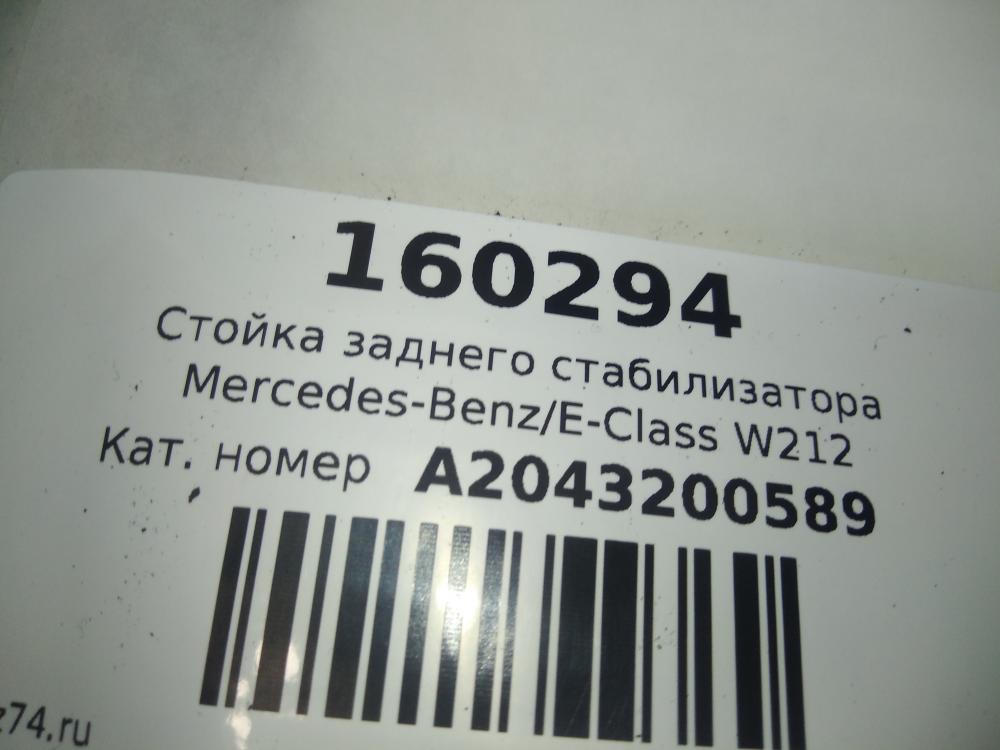 160294
Стойка заднего стабилизатора
Mercedes-Benz/E-Class W212
Кат. номер A2043200589
z74.ru